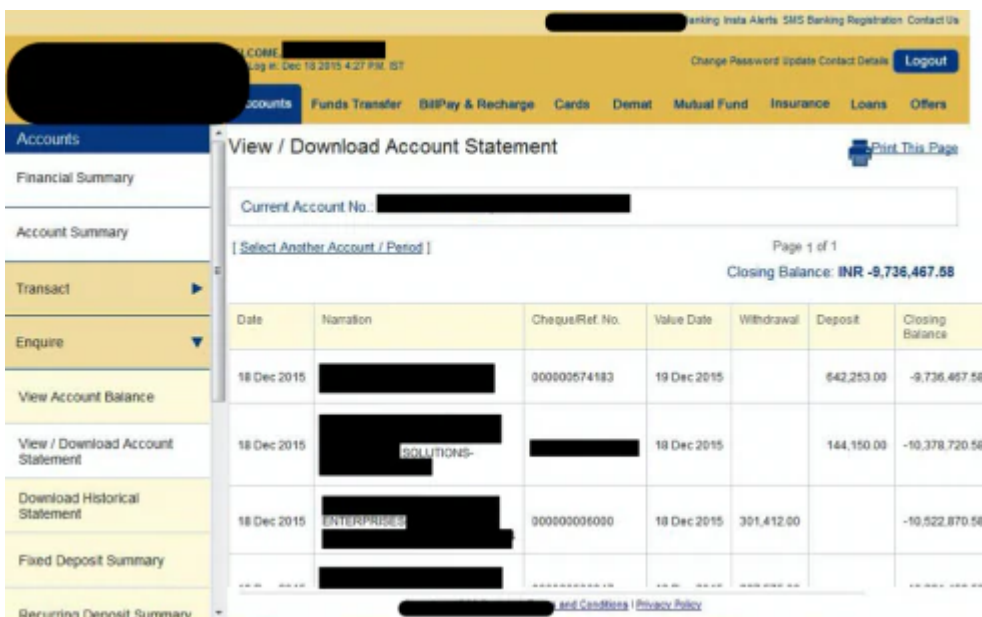 anking Insta Alerts SMS Banking Registration Contact Us
LCOME,
Log in: Dec 18 2015 4:27 PM. IST
Change Password Update Contact Details Logout
ccounts Funds Transfer BillPay & Recharge Cards Demat Mutual Fund Insurance Loans Offers
Accounts
Financial Summary
Account Summary
Transact
Enquire
View Account Balance
View / Download Account
Statement
Download Historical
Statement
Fixed Deposit Summary
Recurring Deposit Summary
View / Download Account Statement
Print This Page
Current Account No.:
[ Select Another Account / Period ]
Page 1 of 1
Closing Balance: INR -9,736,467.58
Date Narration Cheque/Ref. No. Value Date Withdrawal Deposit Closing
Balance
18 Dec 2015 000000574183 19 Dec 2015 642,253.00 -9,736,467.58
18 Dec 2015 SOLUTIONS- 18 Dec 2015 144,150.00 -10,378,720.58
18 Dec 2015 ENTERPRISES 000000006000 18 Dec 2015 301,412.00 -10,522,870.58
and Conditions | Privacy Policy